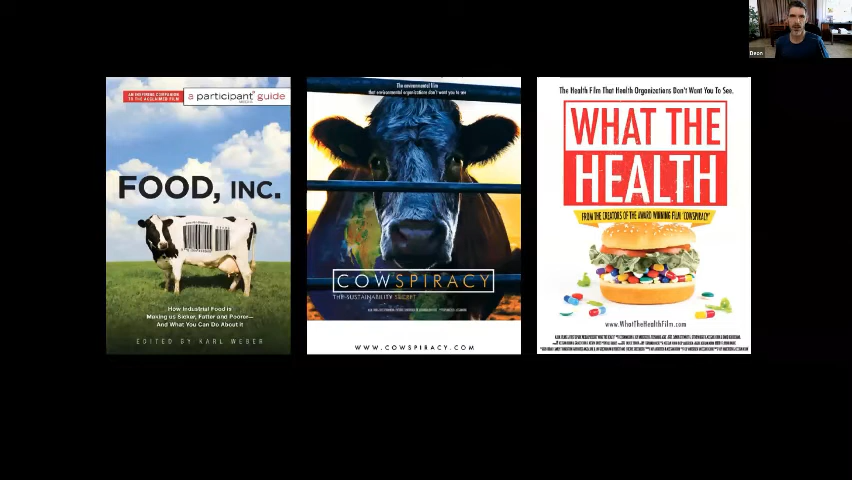 Deon
AN INSPIRING COMPANION
TO THE ACCLAIMED FILM
a participant guide
MEDIA
FOOD, INC.
How Industrial Food is
Making us Sicker, Fatter and Poorer—
And What You Can Do About It
EDITED BY KARL WEBER
The environmental film
that environmental organizations don't want you to see
COWSPIRACY
THE SUSTAINABILITY SECRET
WWW.COWSPIRACY.COM
The Health Film That Health Organizations Don't Want You To See.
WHAT THE
HEALTH
FROM THE CREATORS OF THE AWARD WINNING FILM 'COWSPIRACY'
www.WhatTheHealthFilm.com